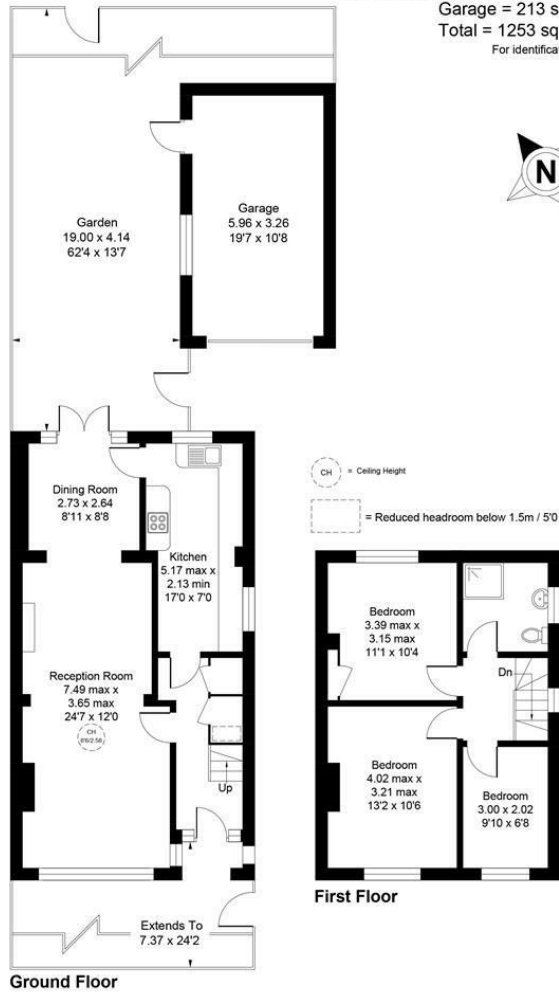 Garage = 213 s
Total = 1253 sq
For identifica
N
Garden
19.00 x 4.14
62'4 x 13'7
Garage
5.96 x 3.26
19'7 x 10'8
Dining Room
2.73 x 2.64
8'11 x 8'8
Kitchen
5.17 max x
2.13 min
17'0 x 7'0
Reception Room
7.49 max x
3.65 max
24'7 x 12'0
CH
8'6/2.58
Up
Extends To
7.37 x 24'2
Ground Floor
CH = Ceiling Height
= Reduced headroom below 1.5m / 5'0
Bedroom
3.39 max x
3.15 max
11'1 x 10'4
Dn
Bedroom
4.02 max x
3.21 max
13'2 x 10'6
Bedroom
3.00 x 2.02
9'10 x 6'8
First Floor